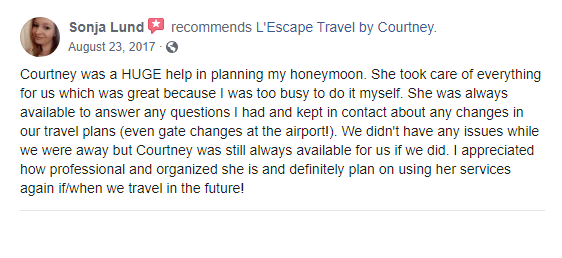 Sonja Lund recommends L'Escape Travel by Courtney.
August 23, 2017 ·
Courtney was a HUGE help in planning my honeymoon. She took care of everything
for us which was great because I was too busy to do it myself. She was always
available to answer any questions I had and kept in contact about any changes in
our travel plans (even gate changes at the airport!). We didn't have any issues while
we were away but Courtney was still always available for us if we did. I appreciated
how professional and organized she is and definitely plan on using her services
again if/when we travel in the future!